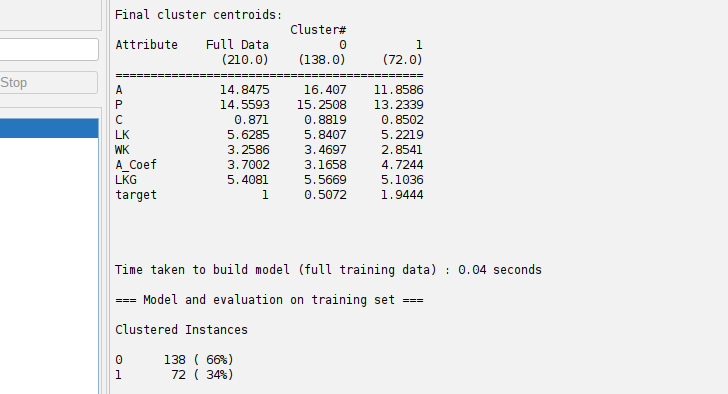 Final cluster centroids:
                         Cluster#
Attribute    Full Data          0          1
               (210.0)    (138.0)     (72.0)
============================================
A              14.8475     16.407    11.8586
P              14.5593    15.2508    13.2339
C                0.871     0.8819     0.8502
LK              5.6285     5.8407     5.2219
WK              3.2586     3.4697     2.8541
A_Coef          3.7002     3.1658     4.7244
LKG             5.4081     5.5669     5.1036
target               1     0.5072     1.9444
Stop
Time taken to build model (full training data) : 0.04 seconds
=== Model and evaluation on training set ===
Clustered Instances
0      138 ( 66%)
1       72 ( 34%)